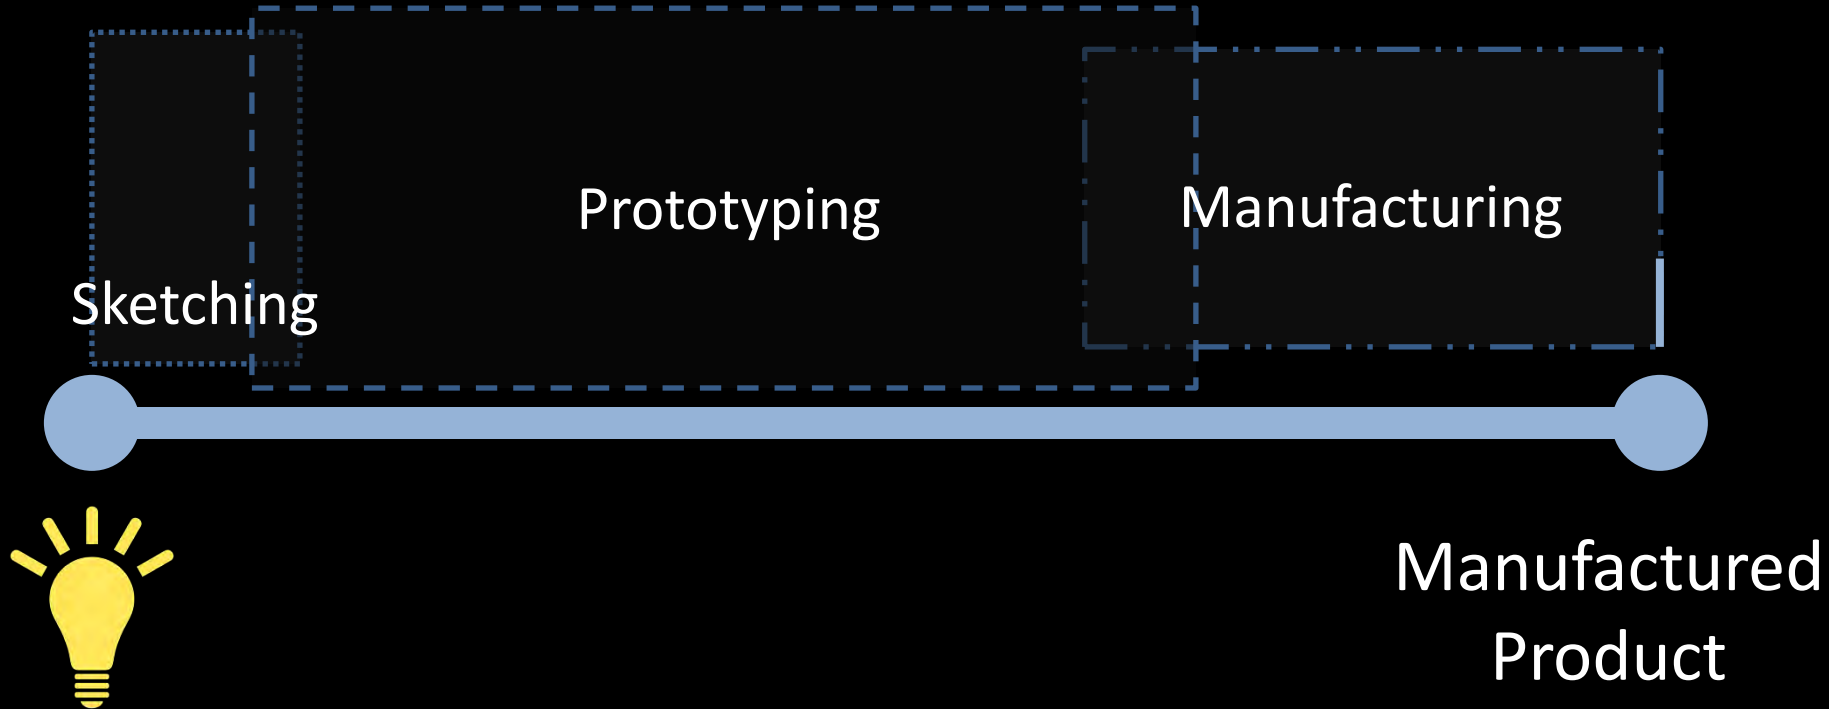 Sketching
Prototyping
Manufacturing
Manufactured
Product